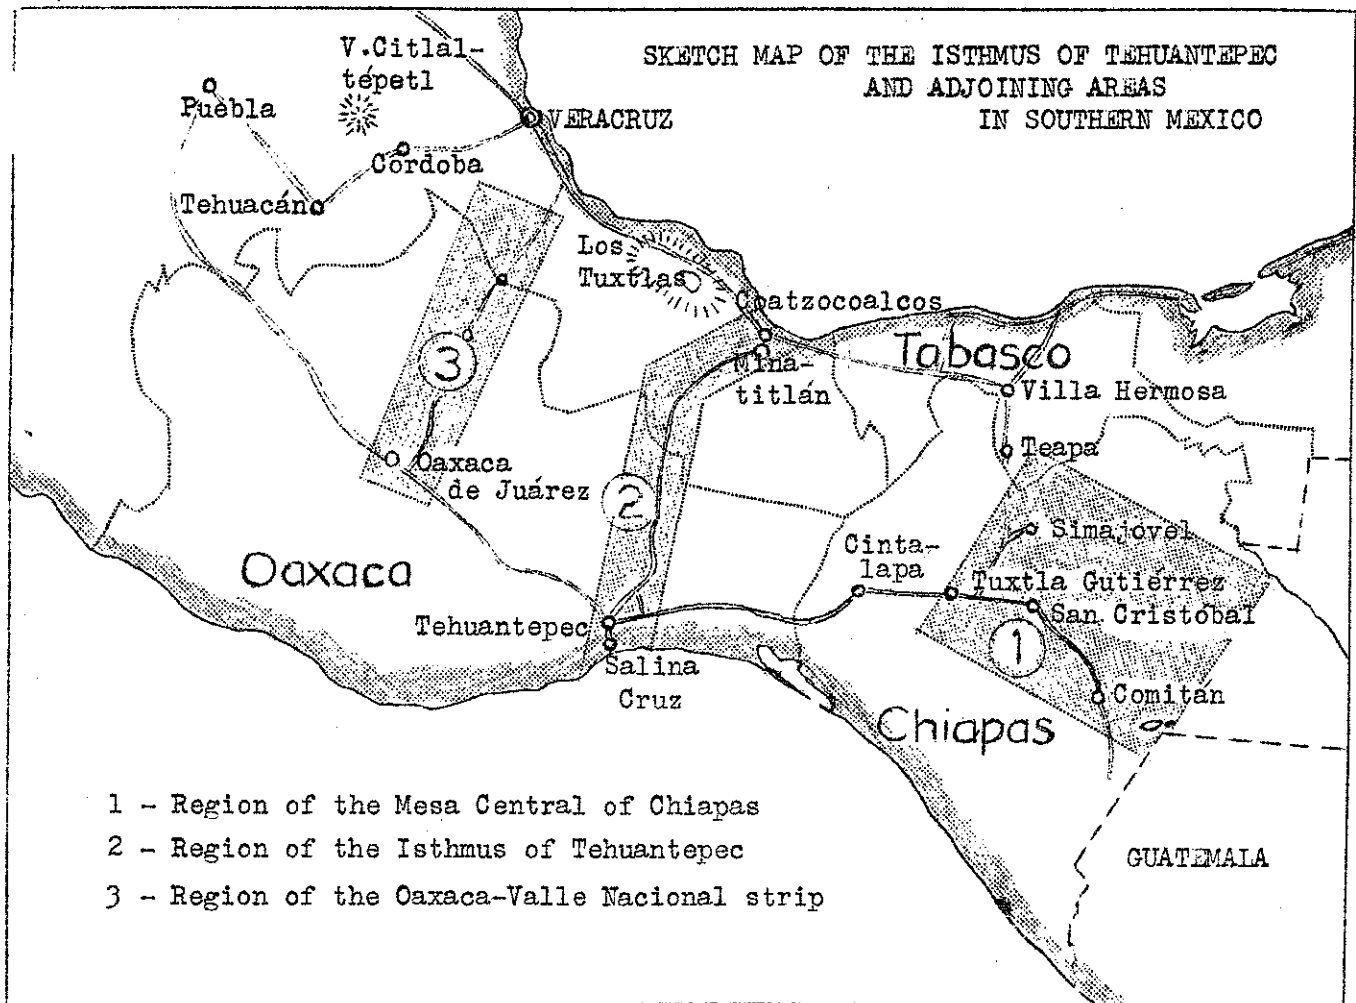 SKETCH MAP OF THE ISTHMUS OF TEHUANTEPEC
AND ADJOINING AREAS
IN SOUTHERN MEXICO
V.Citlal-
tépetl
Puebla
VERACRUZ
Córdoba
Tehuacán
Los
Tuxtlas
Coatzocoalcos
Mina-
titlán
Tabasco
Villa Hermosa
Teapa
3
Oaxaca
de Juárez
2
Simajovel
Cinta-
lapa
Tuxtla Gutiérrez
San Cristóbal
Oaxaca
Tehuantepec
Salina
Cruz
1
Comitán
Chiapas
GUATEMALA
1 - Region of the Mesa Central of Chiapas
2 - Region of the Isthmus of Tehuantepec
3 - Region of the Oaxaca-Valle Nacional strip